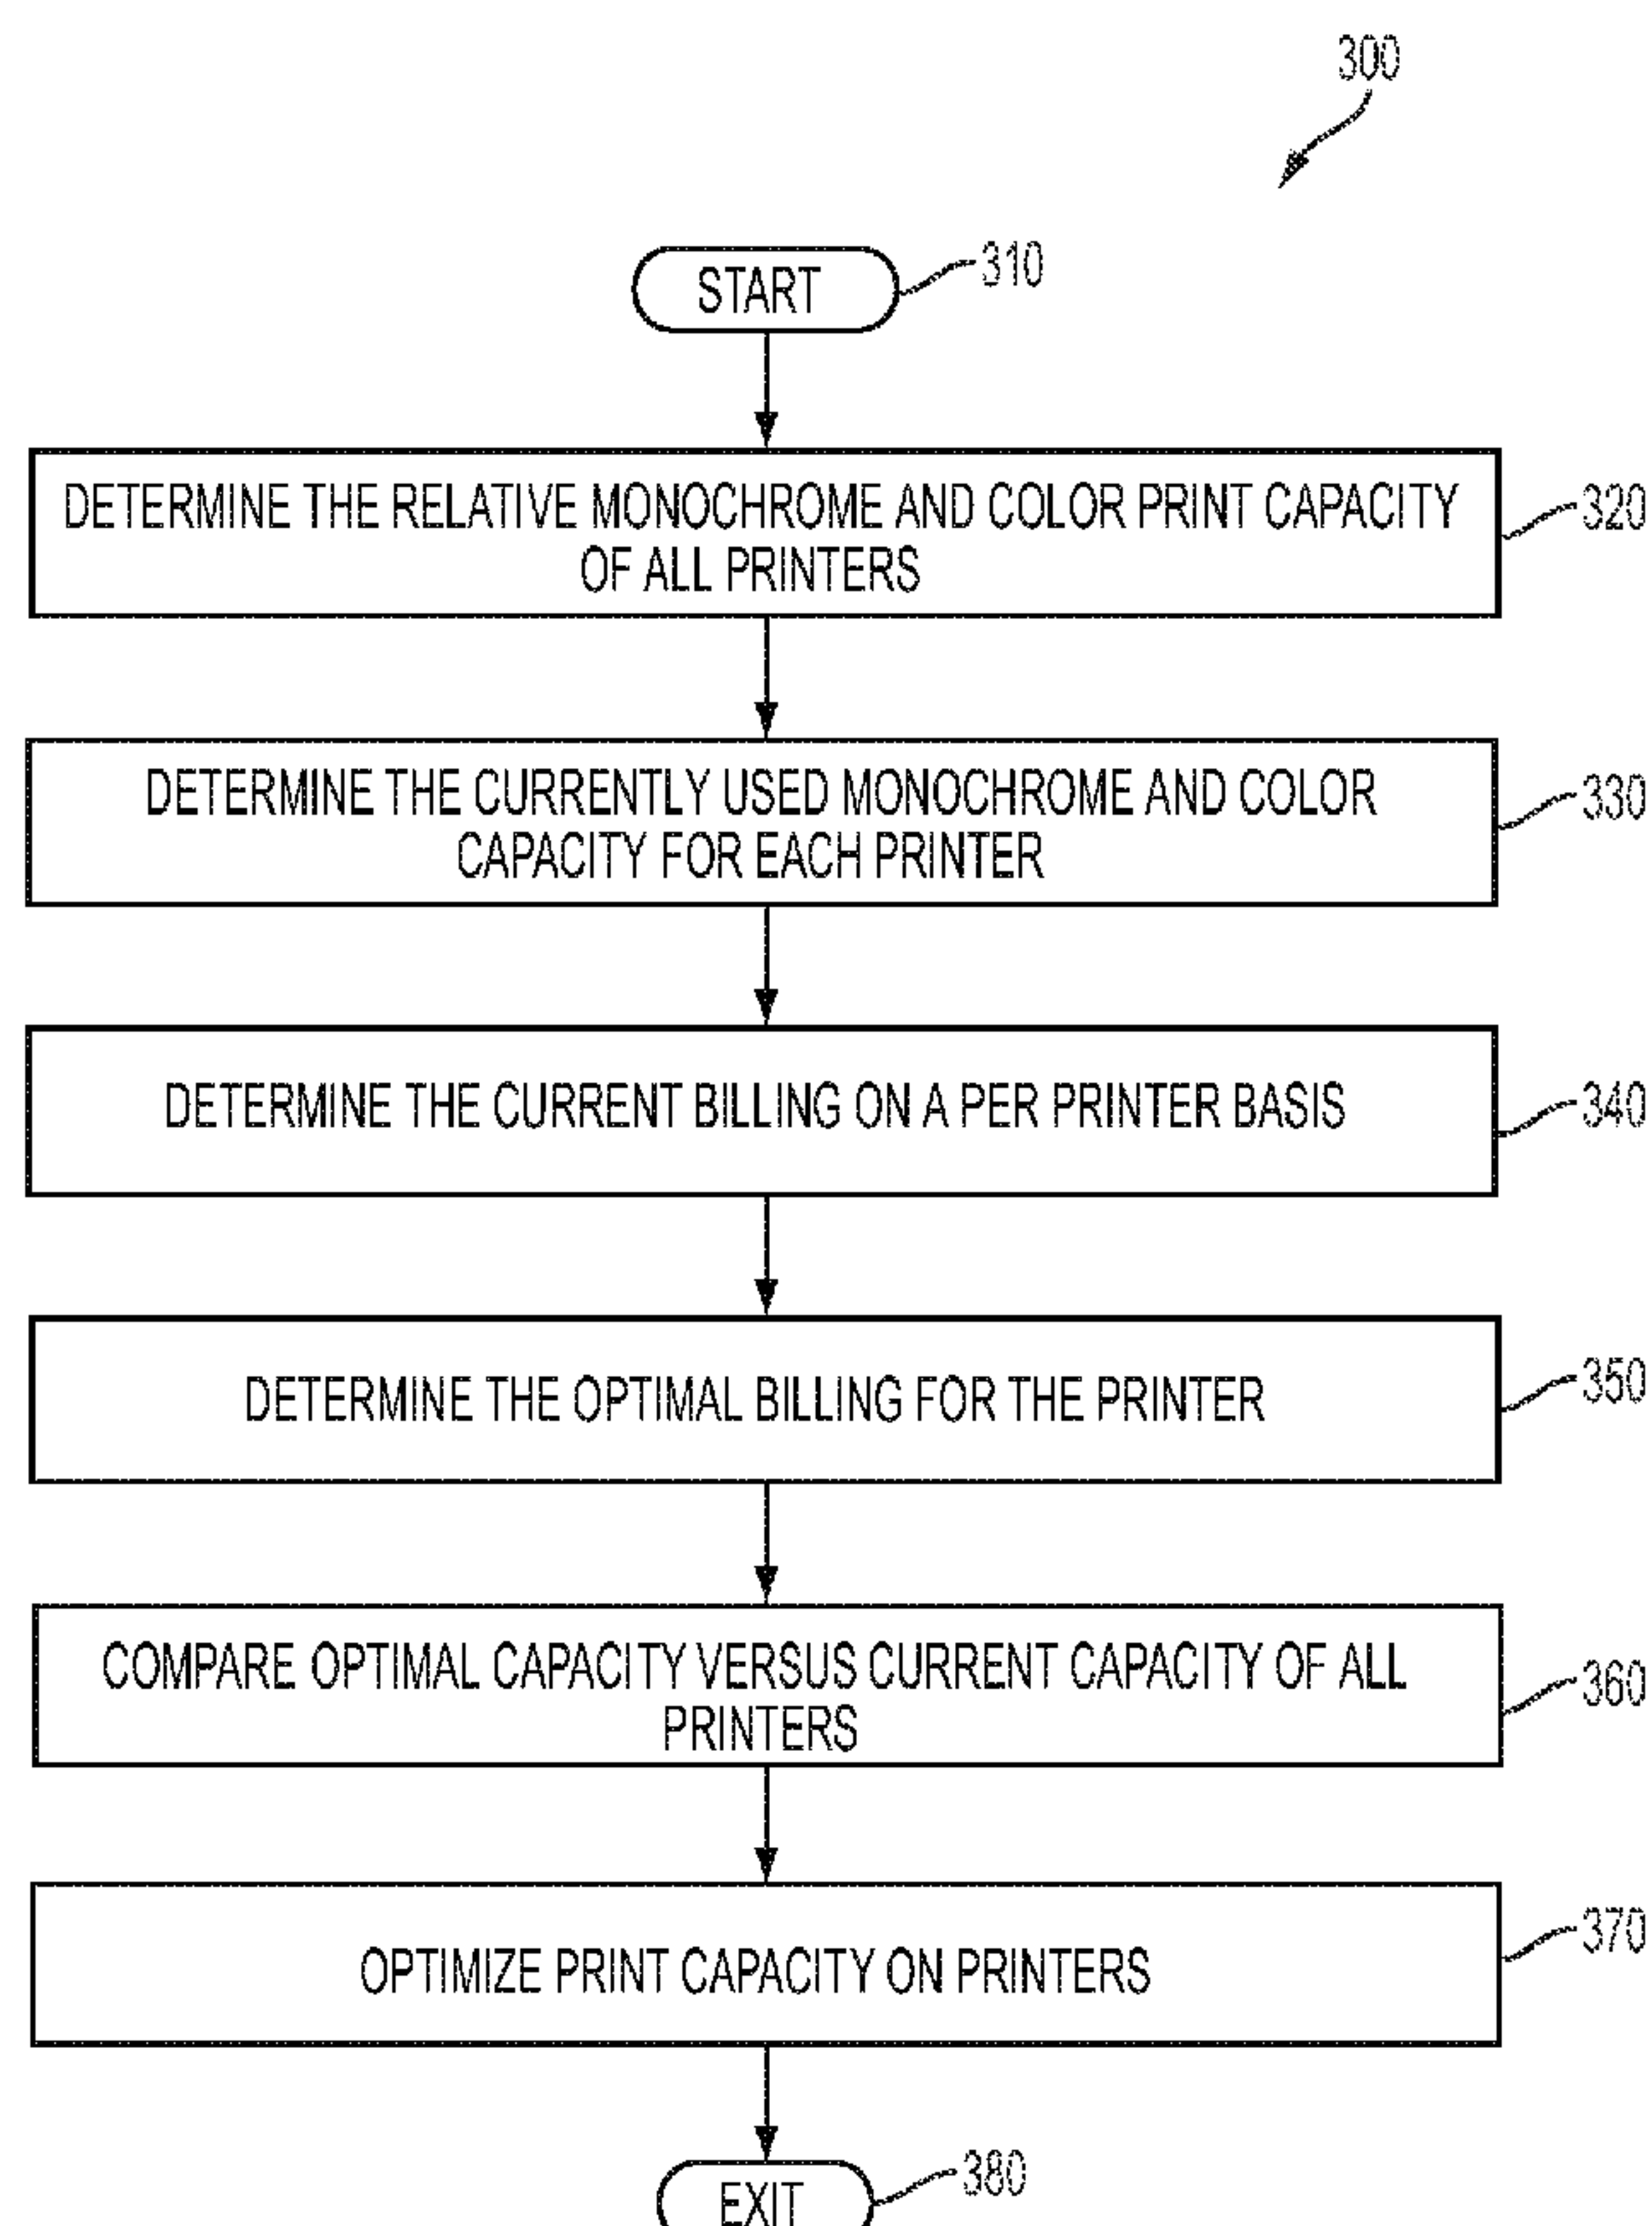 300
START
310
DETERMINE THE RELATIVE MONOCHROME AND COLOR PRINT CAPACITY
OF ALL PRINTERS
320
DETERMINE THE CURRENTLY USED MONOCHROME AND COLOR
CAPACITY FOR EACH PRINTER
330
DETERMINE THE CURRENT BILLING ON A PER PRINTER BASIS
340
DETERMINE THE OPTIMAL BILLING FOR THE PRINTER
350
COMPARE OPTIMAL CAPACITY VERSUS CURRENT CAPACITY OF ALL
PRINTERS
360
OPTIMIZE PRINT CAPACITY ON PRINTERS
370
EXIT
380